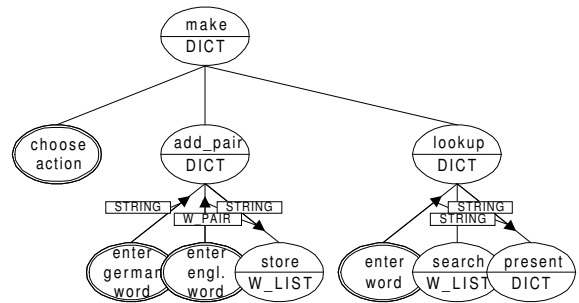 make
DICT
choose
action
add_pair
DICT
lookup
DICT
STRING
STRING
W_PAIR
STRING
STRING
enter
german
word
enter
engl.
word
store
W_LIST
enter
word
search
W_LIST
present
DICT